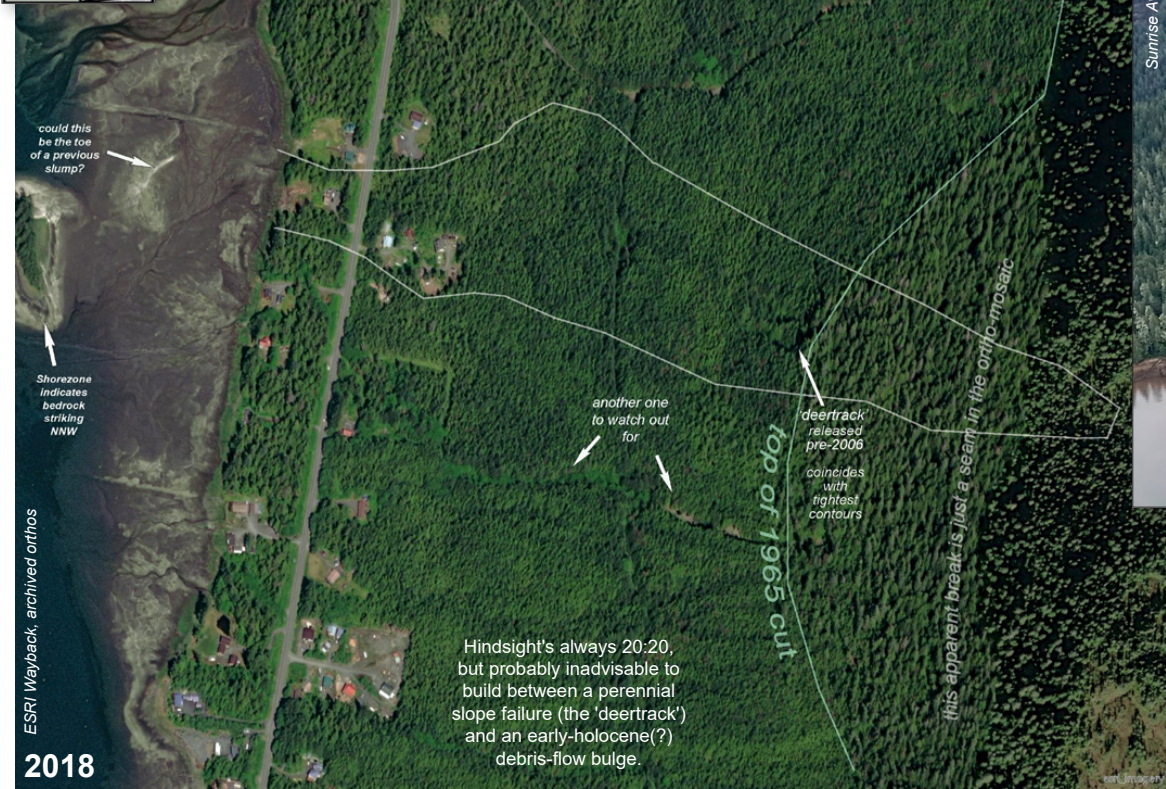 Sunrise A
could this
be the toe
of a previous
slump?
Shorezone
indicates
bedrock
striking
NNW
another one
to watch out
for
'deertrack'
released
pre-2006
coincides
with
tightest
contours
top of 1965 cut
this apparent break is just a seam in the ortho-mosaic
Hindsight's always 20:20,
but probably inadvisable to
build between a perennial
slope failure (the 'deertrack')
and an early-holocene(?)
debris-flow bulge.
ESRI Wayback, archived orthos
2018
esri_imagery